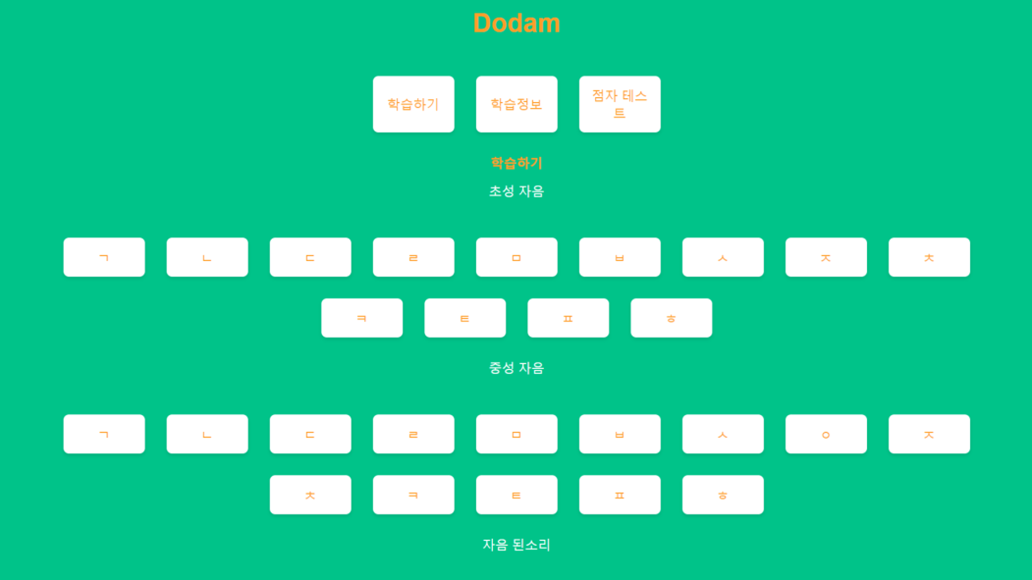 Dodam
학습하기 학습정보 점자 테스
트
학습하기
초성 자음
ㄱ ㄴ ㄷ ㄹ ㅁ ㅂ ㅅ ㅈ ㅊ
ㅋ ㅌ ㅍ ㅎ
중성 자음
ㄱ ㄴ ㄷ ㄹ ㅁ ㅂ ㅅ ㅇ ㅈ
ㅊ ㅋ ㅌ ㅍ ㅎ
자음 된소리